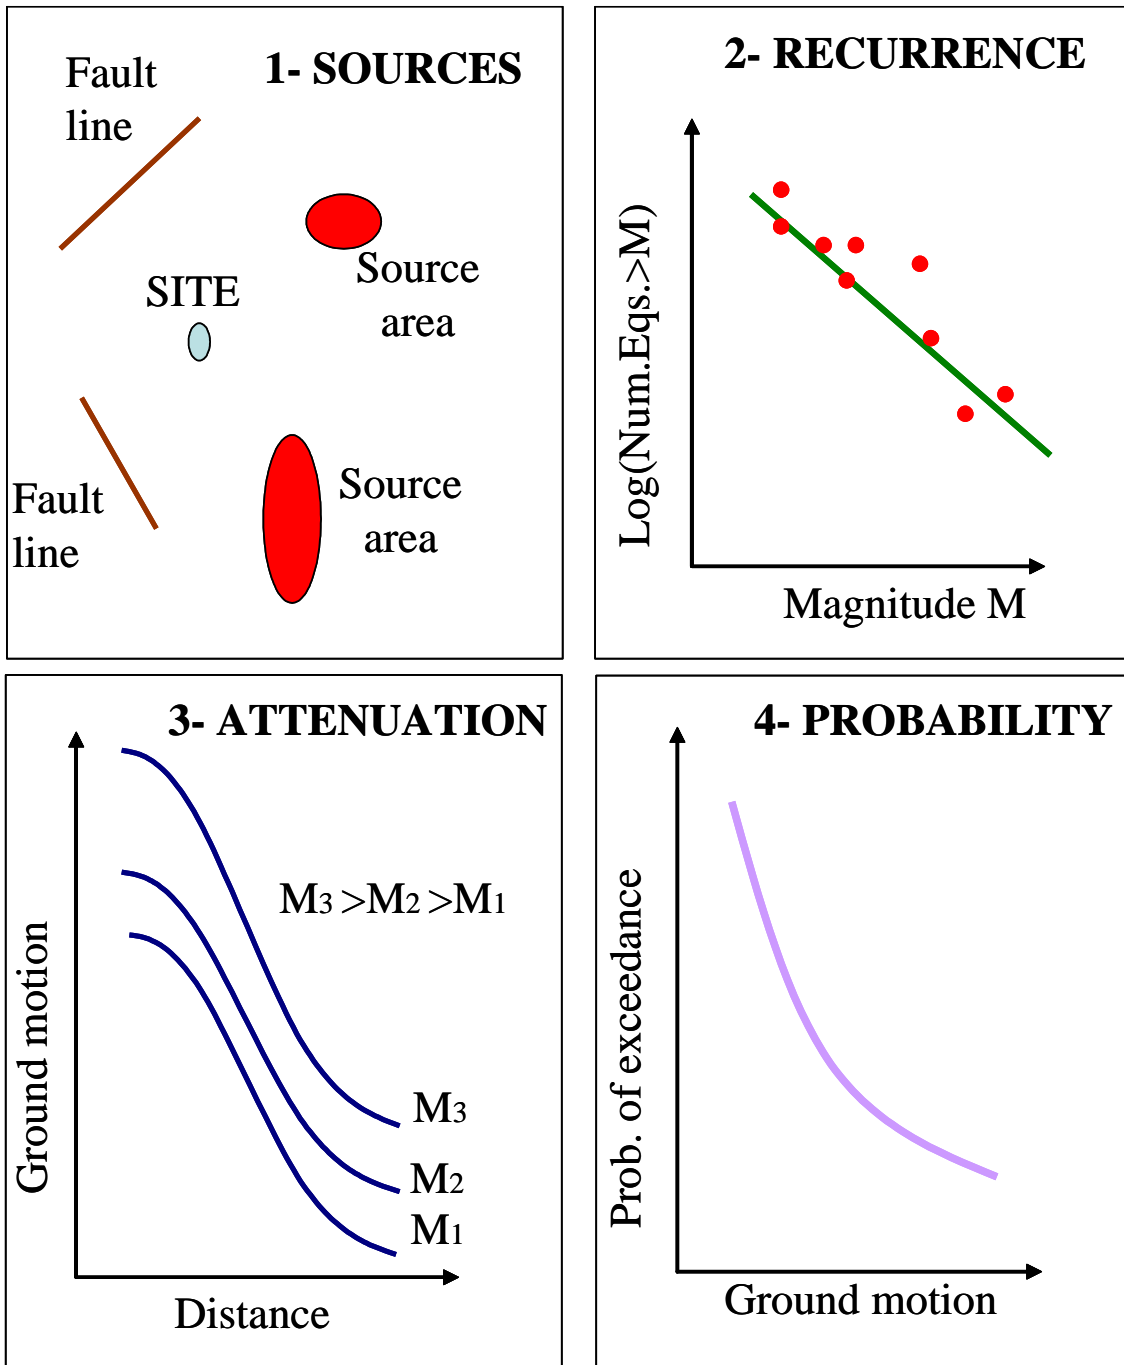 1- SOURCES
Fault
line
Source
area
SITE
Source
area
Fault
line
2- RECURRENCE
Log(Num.Eqs.>M)
Magnitude M
3- ATTENUATION
M3 >M2 >M1
Ground motion
M3
M2
M1
Distance
4- PROBABILITY
Prob. of exceedance
Ground motion